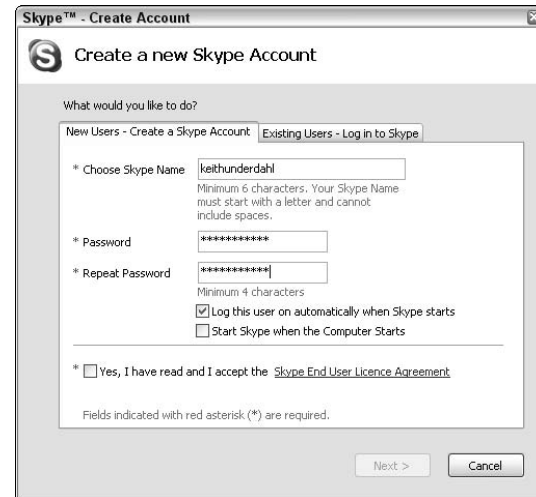 Skype™ - Create Account
S
Create a new Skype Account
What would you like to do?
New Users - Create a Skype Account
Existing Users - Log in to Skype
* Choose Skype Name
keithunderdahl
Minimum 6 characters. Your Skype Name
must start with a letter and cannot
include spaces.
* Password
***********
* Repeat Password
***********
Minimum 4 characters
Log this user on automatically when Skype starts
Start Skype when the Computer Starts
* Yes, I have read and I accept the Skype End User Licence Agreement
Fields indicated with red asterisk (*) are required.
Next >
Cancel